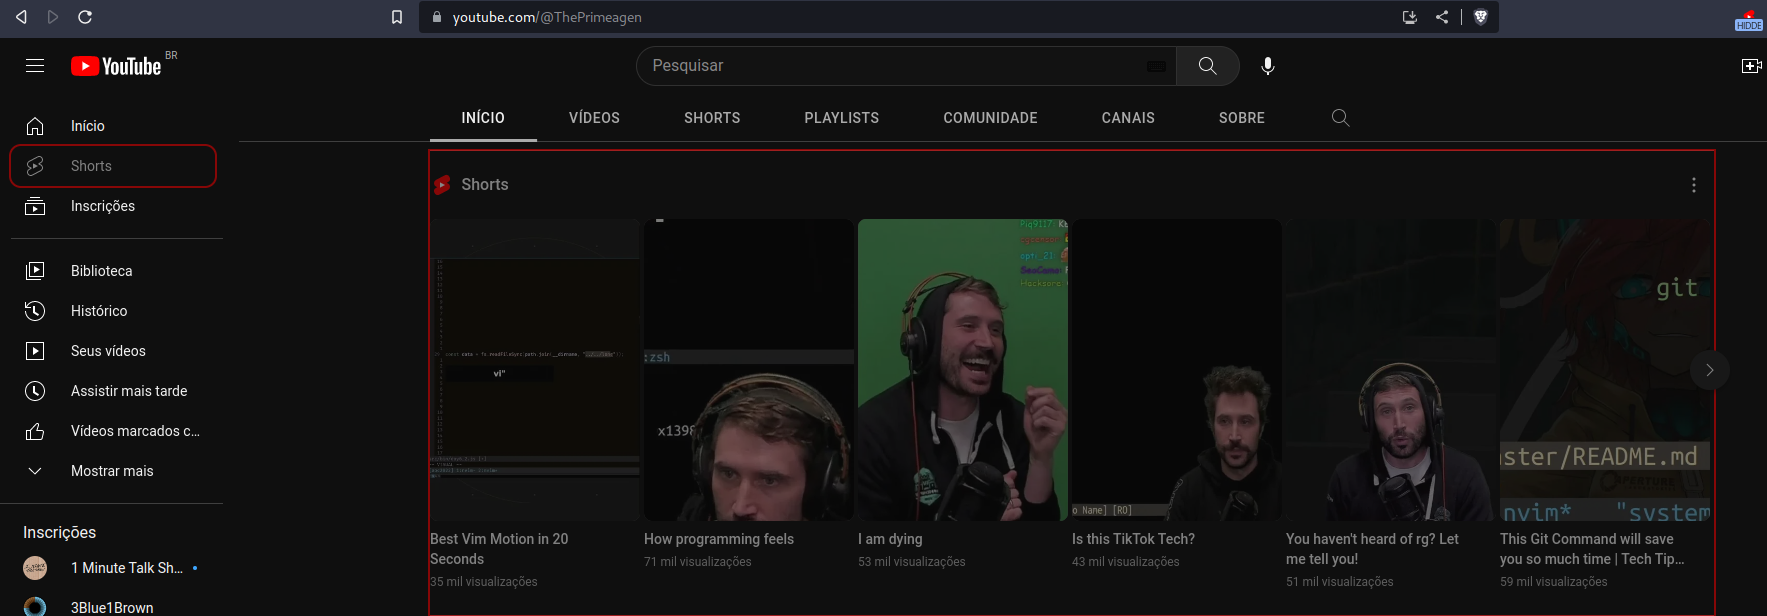 youtube.com/@ThePrimeagen
HIDDE
YouTube BR
Pesquisar
INÍCIO VÍDEOS SHORTS PLAYLISTS COMUNIDADE CANAIS SOBRE
Início
Shorts
Inscrições
Biblioteca
Histórico
Seus vídeos
Assistir mais tarde
Vídeos marcados c...
Mostrar mais
Inscrições
1 Minute Talk Sh...
3Blue1Brown
Shorts
vi"
:zsh
x1398
o Name] [RO]
git
ster/README.md
nvim* "system
Best Vim Motion in 20
Seconds
35 mil visualizações
How programming feels
71 mil visualizações
I am dying
53 mil visualizações
Is this TikTok Tech?
43 mil visualizações
You haven't heard of rg? Let
me tell you!
51 mil visualizações
This Git Command will save
you so much time | Tech Tip...
59 mil visualizações